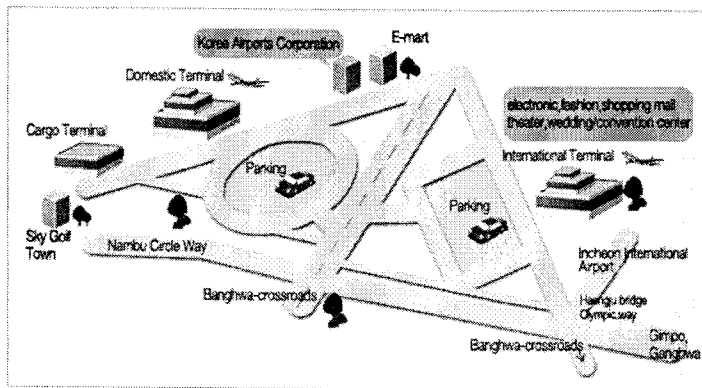 E-mart
Korea Airports Corporation
Domestic Terminal
electronic,fashion,shopping mall
theater,wedding/convention center
Cargo Terminal
International Terminal
Parking
Parking
Sky Golf
Town
Nambu Circle Way
Incheon International
Airport
Banghwa-crossroads
Haengju bridge
Olympic.way
Gimpo,
Ganghwa
Banghwa-crossroads